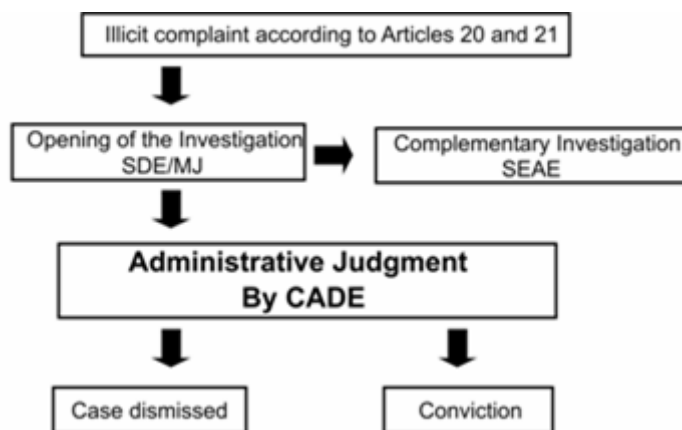 Illicit complaint according to Articles 20 and 21
Opening of the Investigation
SDE/MJ
Complementary Investigation
SEAE
Administrative Judgment
By CADE
Case dismissed
Conviction